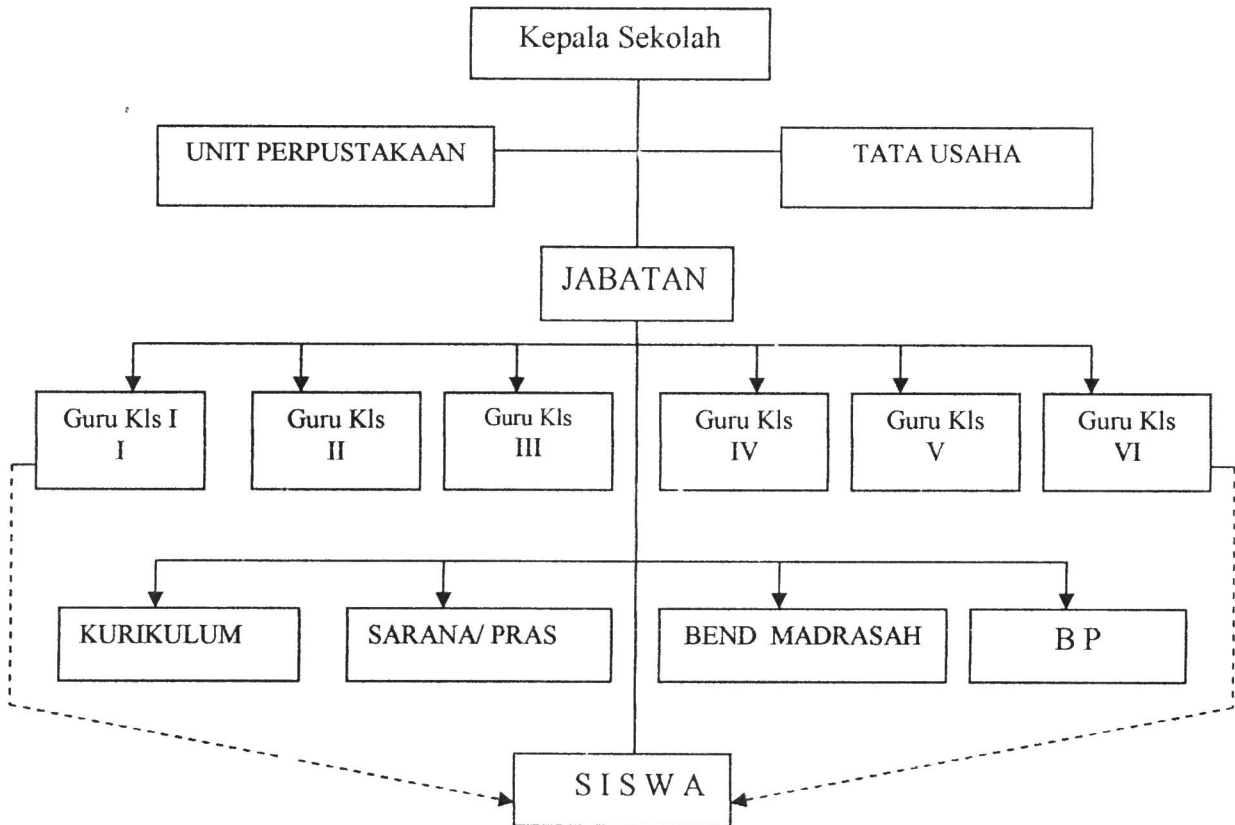 Kepala Sekolah
UNIT PERPUSTAKAAN
TATA USAHA
JABATAN
Guru Kls I
I
Guru Kls
II
Guru Kls
III
Guru Kls
IV
Guru Kls
V
Guru Kls
VI
KURIKULUM
SARANA/ PRAS
BEND MADRASAH
B P
S I S W A